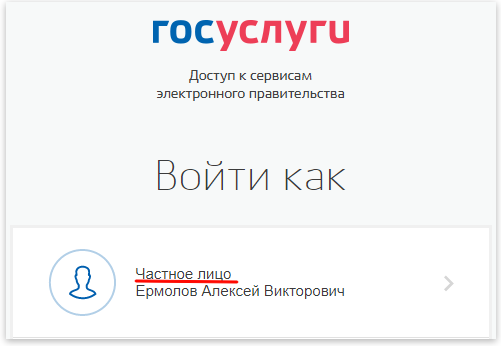 госуслуги
Доступ к сервисам
электронного правительства
Войти как
Частное лицо
Ермолов Алексей Викторович